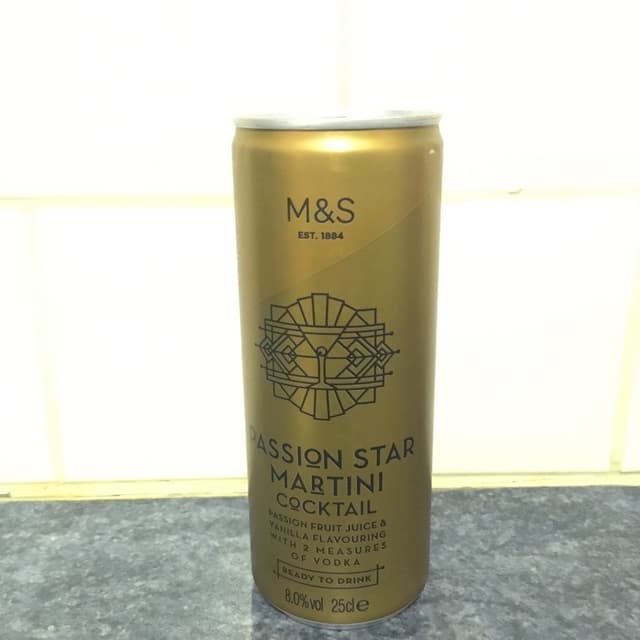 M&S
EST. 1884
PASSION STAR
MARTINI
COCKTAIL
PASSION FRUIT JUICE &
VANILLA FLAVOURING
WITH 2 MEASURES
OF VODKA
READY TO DRINK
8.0%vol 25cl e